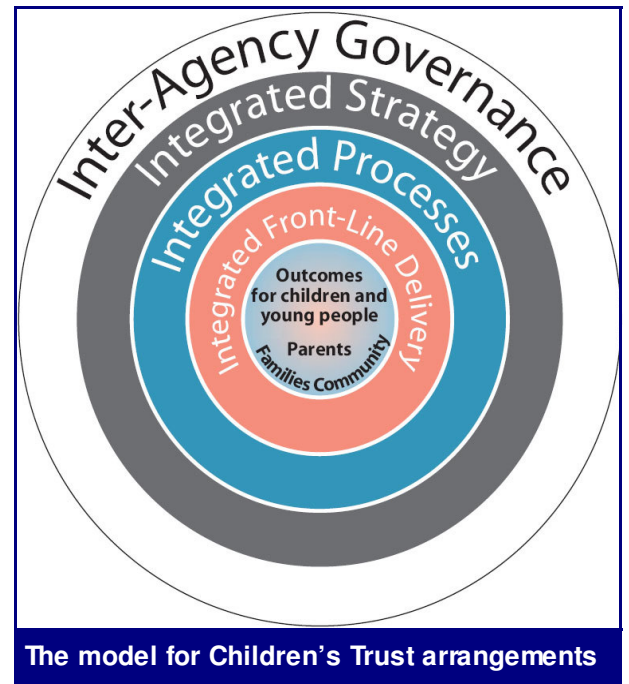 Inter-Agency Governance
Integrated Strategy
Integrated Processes
Integrated Front-Line Delivery
Outcomes
for children and
young people
Parents
Families Community
The model for Children's Trust arrangements